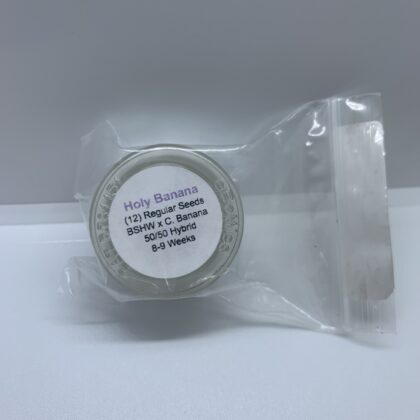 Holy Banana
(12) Regular Seeds
BSHW x C. Banana
50/50 Hybrid
8-9 Weeks